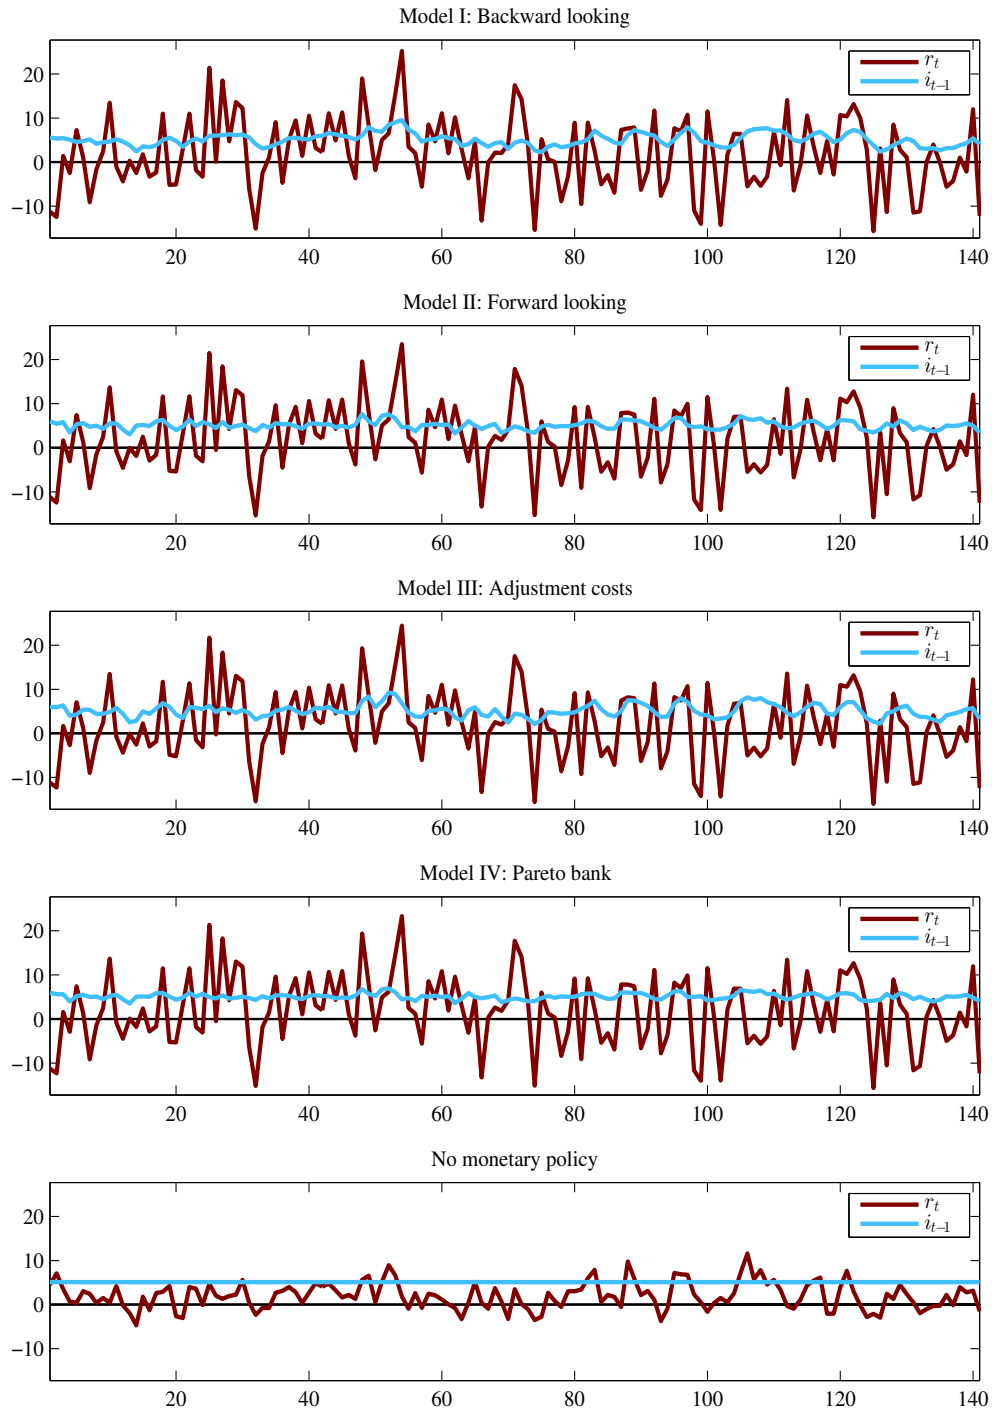 Model I: Backward looking
r_t
i_{t−1}
20
10
0
−10
20 40 60 80 100 120 140
Model II: Forward looking
r_t
i_{t−1}
20
10
0
−10
20 40 60 80 100 120 140
Model III: Adjustment costs
r_t
i_{t−1}
20
10
0
−10
20 40 60 80 100 120 140
Model IV: Pareto bank
r_t
i_{t−1}
20
10
0
−10
20 40 60 80 100 120 140
No monetary policy
r_t
i_{t−1}
20
10
0
−10
20 40 60 80 100 120 140